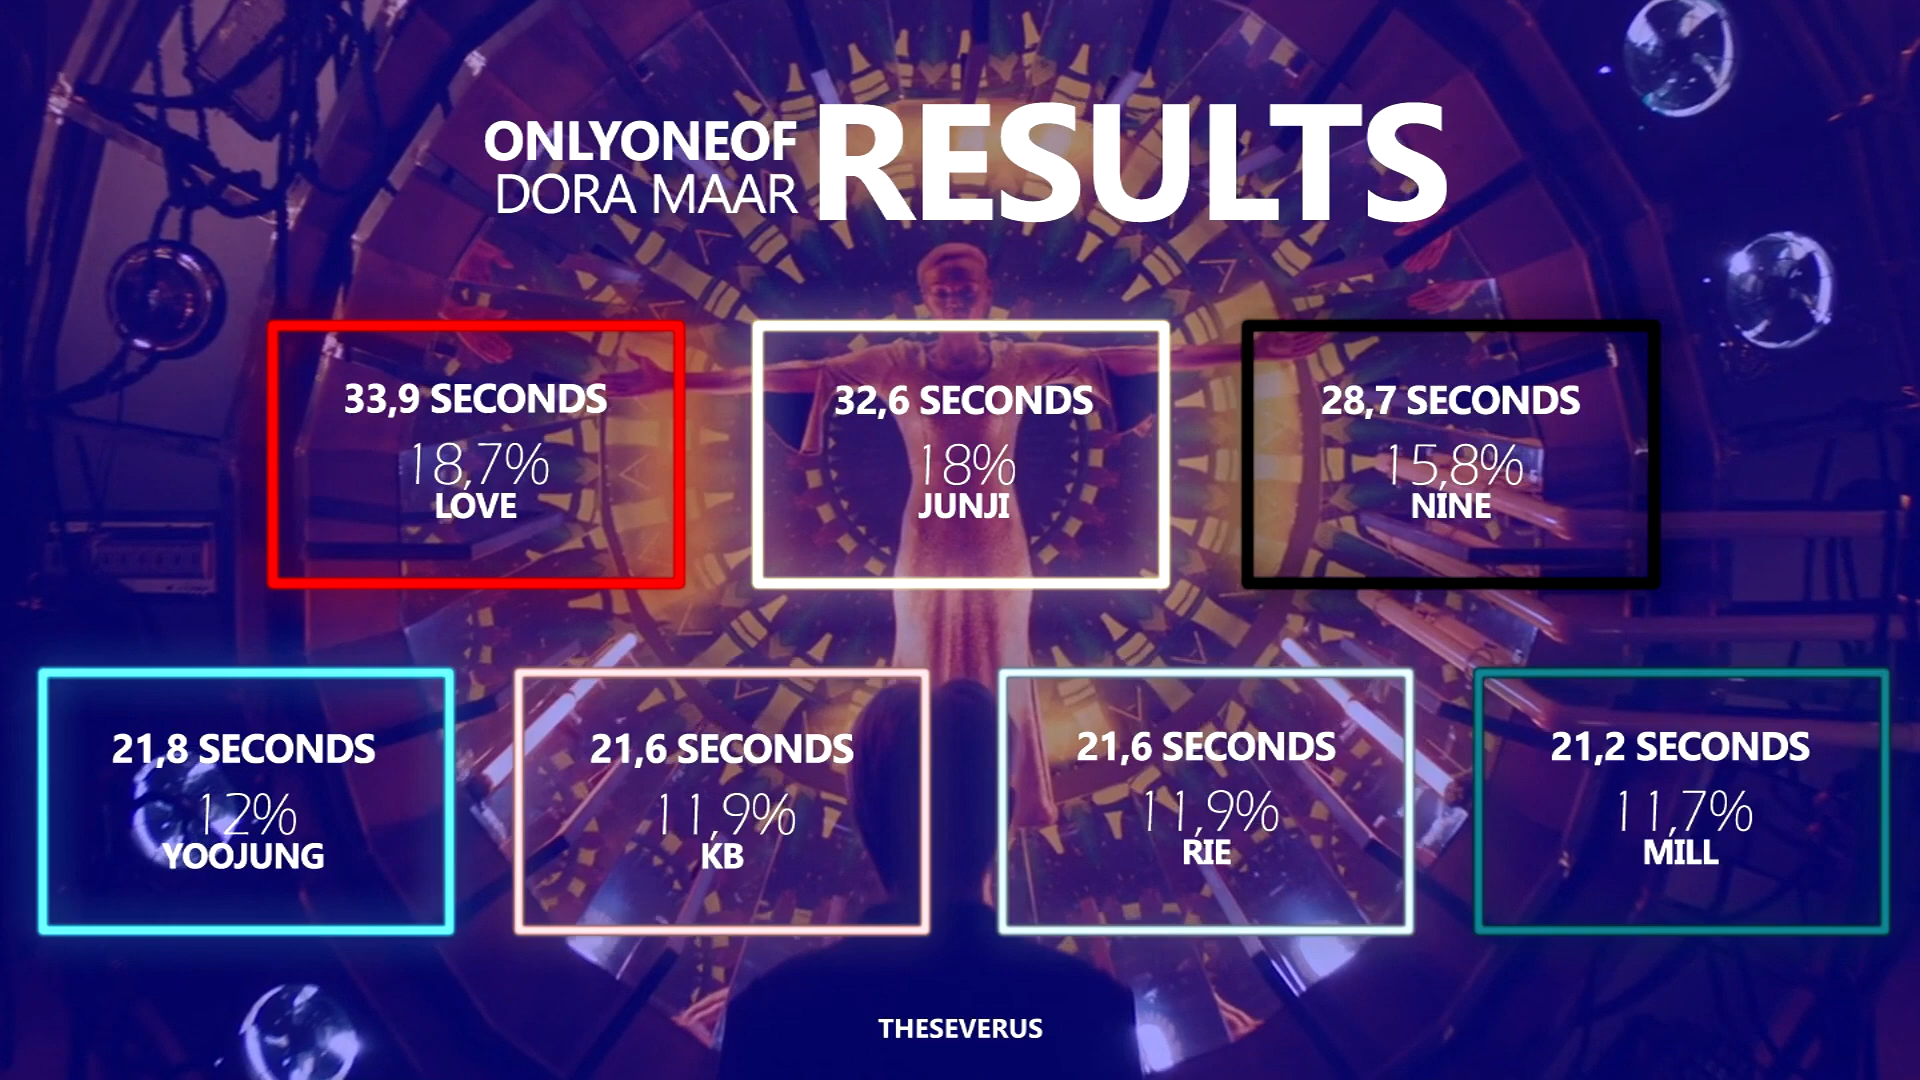 ONLYONEOF
DORA MAAR
RESULTS
33,9 SECONDS
18,7%
LOVE
32,6 SECONDS
18%
JUNJI
28,7 SECONDS
15,8%
NINE
21,8 SECONDS
12%
YOOJUNG
21,6 SECONDS
11,9%
KB
21,6 SECONDS
11,9%
RIE
21,2 SECONDS
11,7%
MILL
THESEVERUS